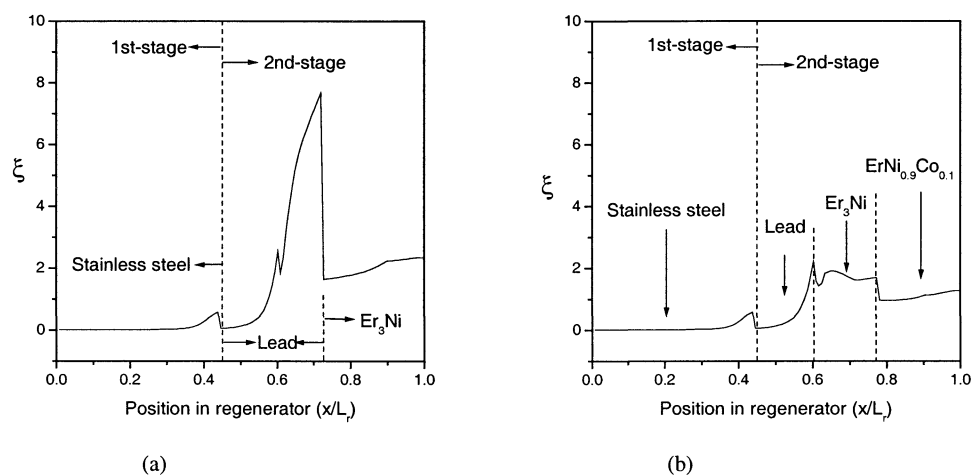 10
8
6
4
2
0
ξ
1st-stage
2nd-stage
Stainless steel
Lead
Er3Ni
0.0 0.2 0.4 0.6 0.8 1.0
Position in regenerator (x/Lr)
(a)
10
8
6
4
2
0
ξ
1st-stage
2nd-stage
ErNi0.9Co0.1
Er3Ni
Stainless steel
Lead
0.0 0.2 0.4 0.6 0.8 1.0
Position in regenerator (x/Lr)
(b)